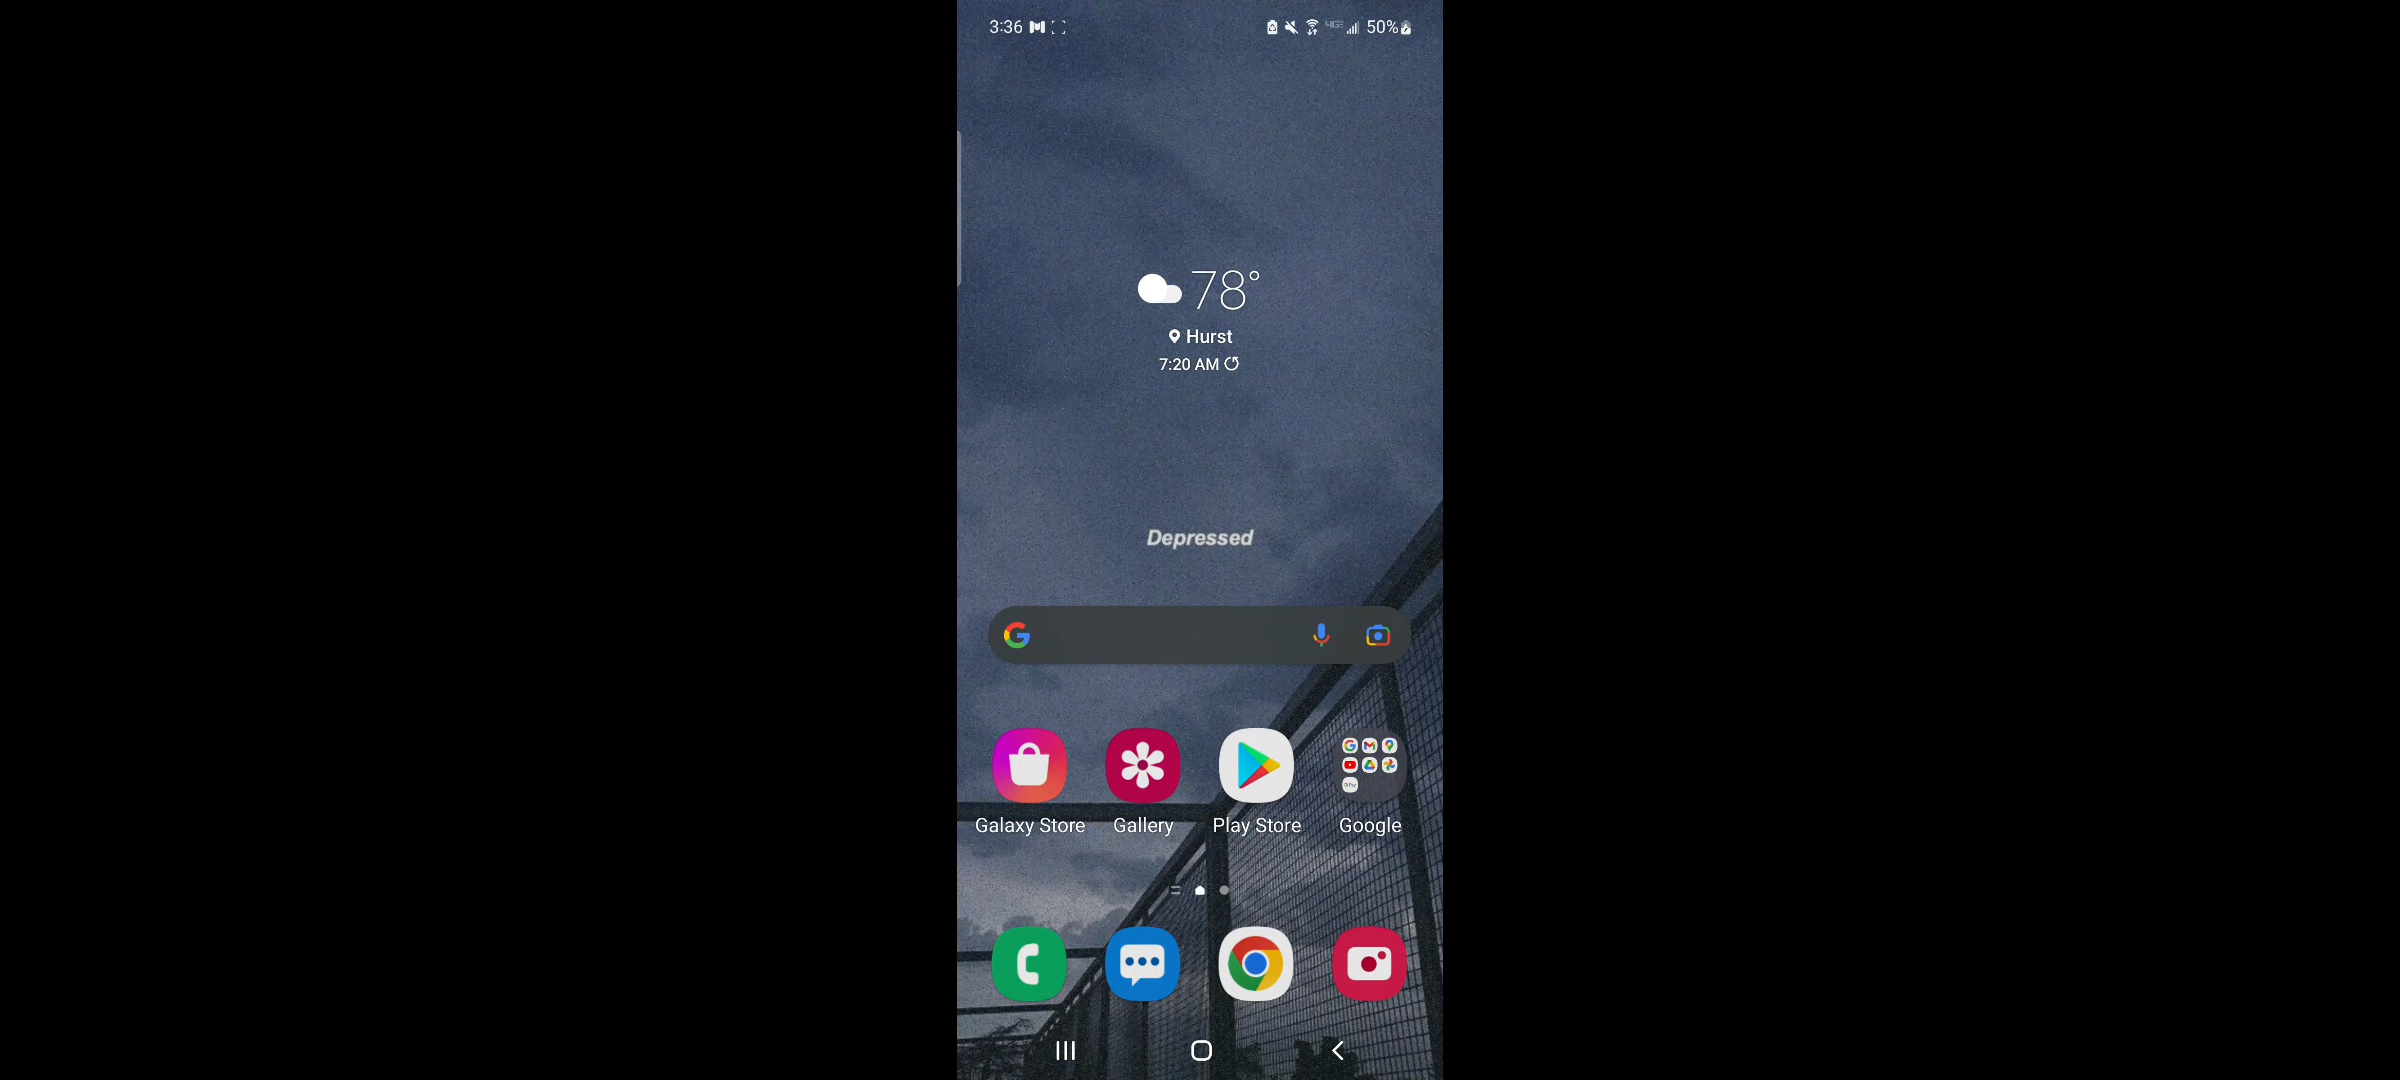 3:36
50%
78°
Hurst
7:20 AM
Depressed
Galaxy Store
Gallery
Play Store
Google